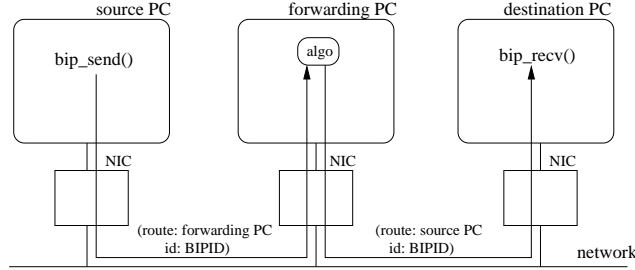 source PC
forwarding PC
destination PC
bip_send()
algo
bip_recv()
NIC
NIC
NIC
(route: forwarding PC
id: BIPID)
(route: source PC
id: BIPID)
network